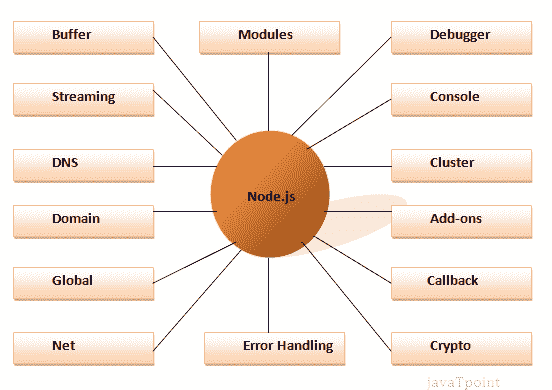 Buffer
Modules
Debugger
Streaming
Console
DNS
Cluster
Node.js
Domain
Add-ons
Global
Callback
Net
Error Handling
Crypto
javaTpoint